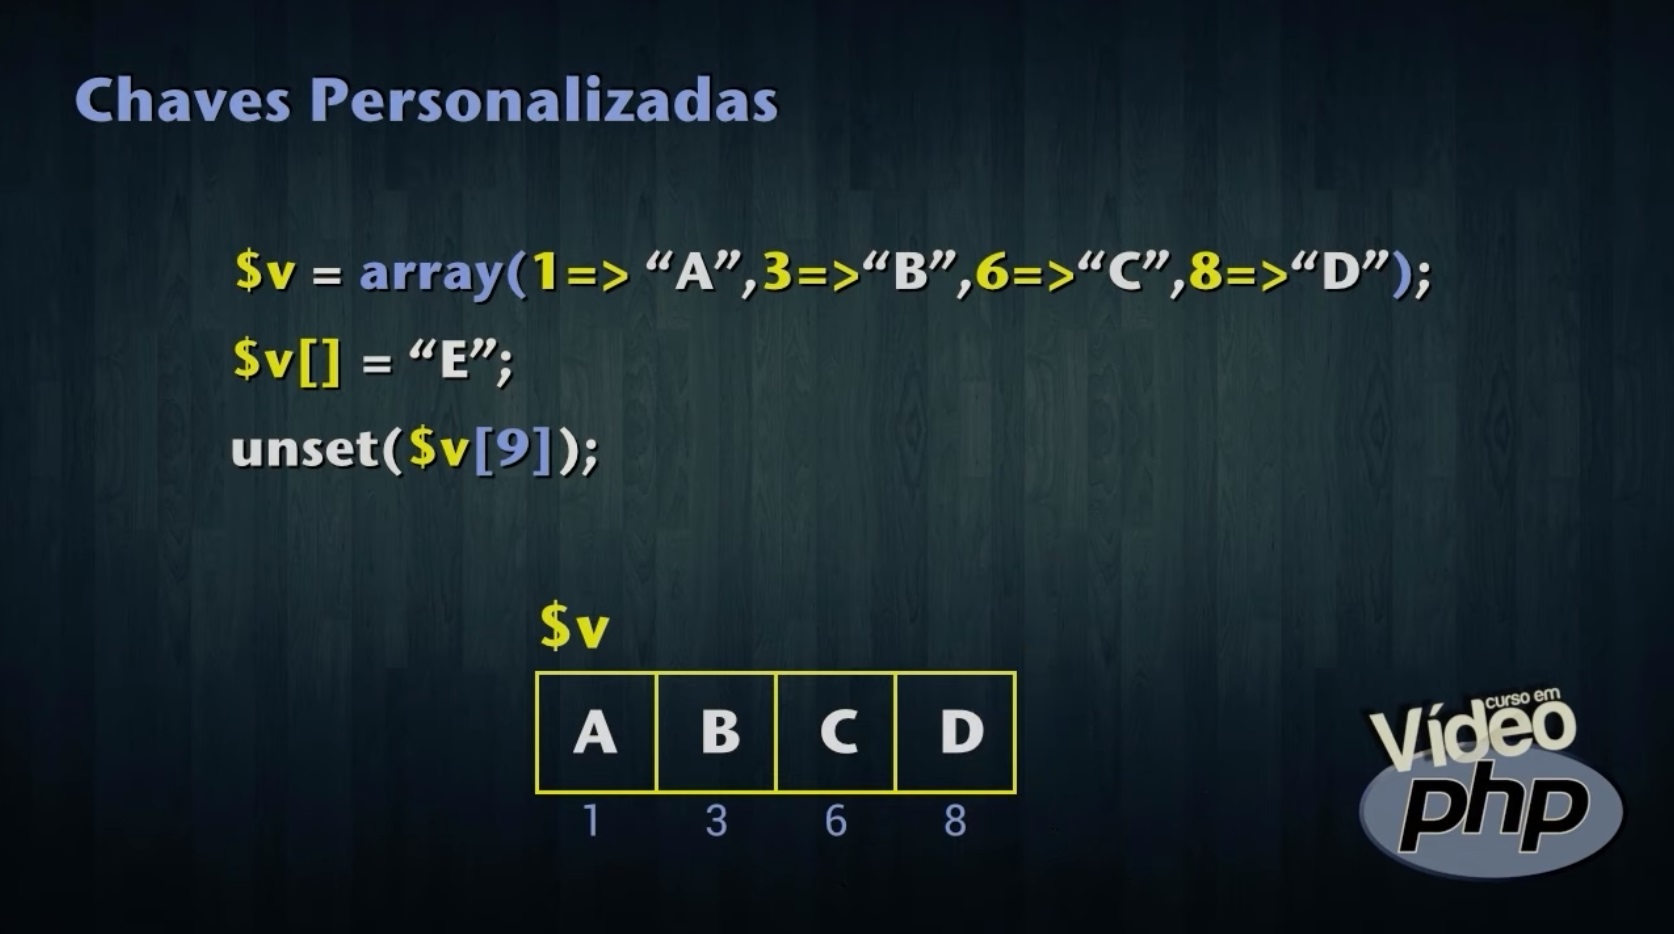 Chaves Personalizadas
$v = array(1=> “A”,3=>“B”,6=>“C”,8=>“D”);
$v[] = “E”;
unset($v[9]);
$v
A B C D
1 3 6 8
curso em
Vídeo
php